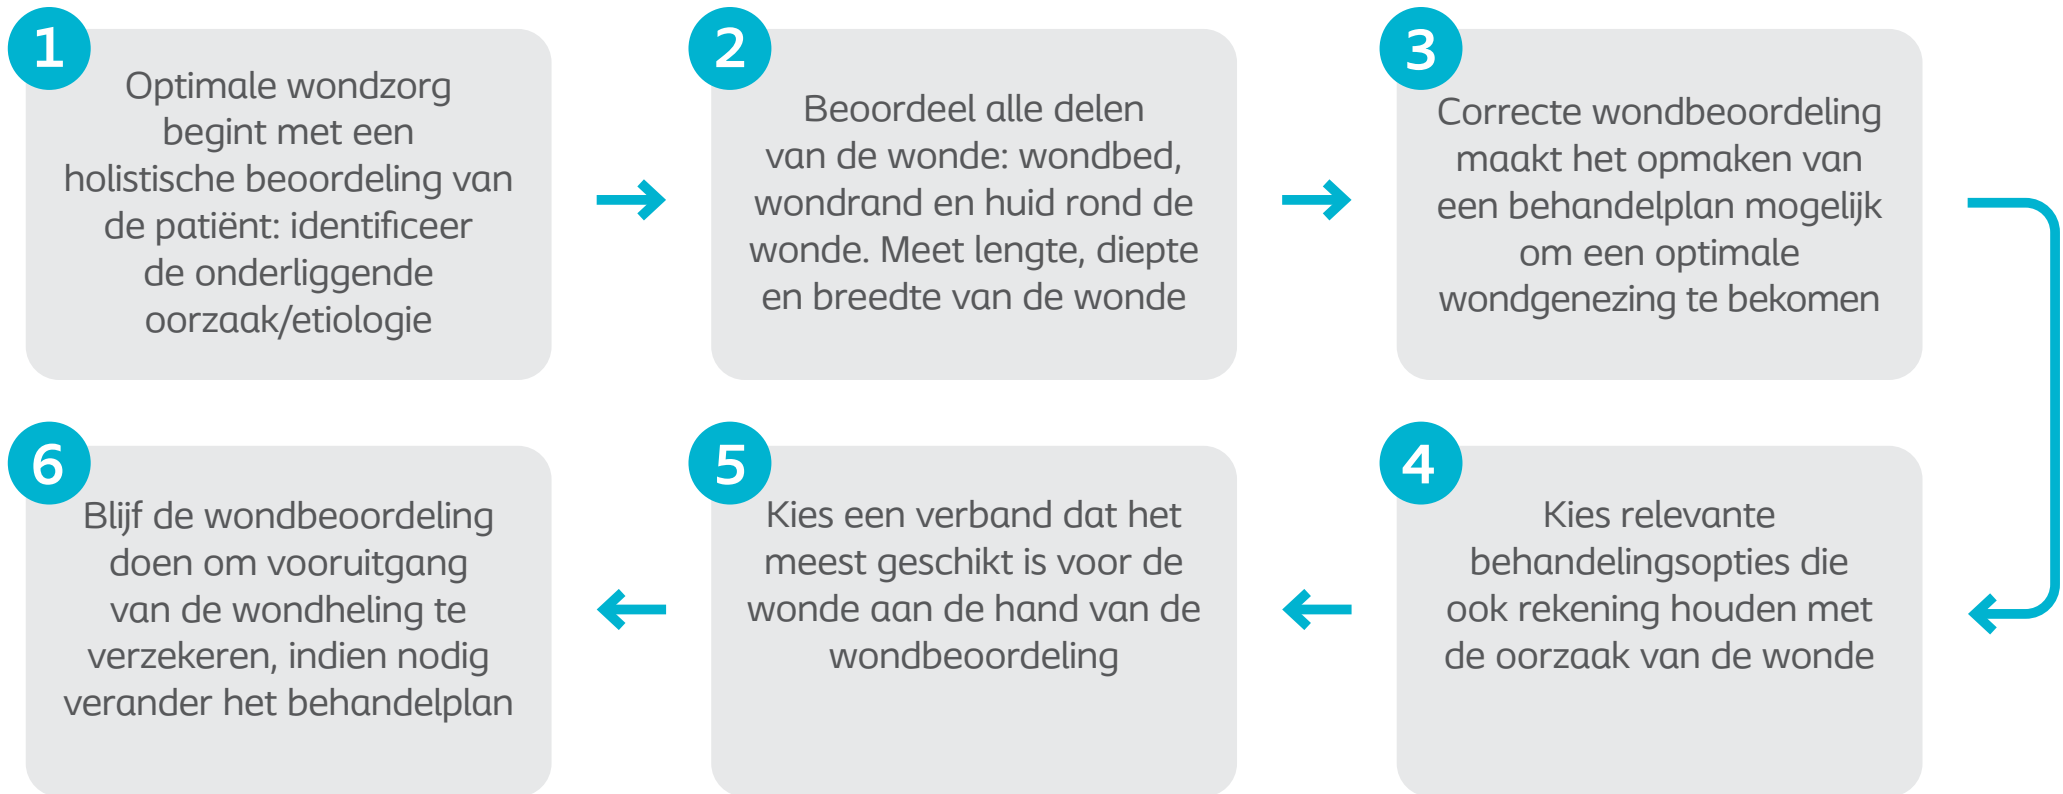 1
Optimale wondzorg
begint met een
holistische beoordeling van
de patiënt: identificeer
de onderliggende
oorzaak/etiologie
2
Beoordeel alle delen
van de wonde: wondbed,
wondrand en huid rond de
wonde. Meet lengte, diepte
en breedte van de wonde
3
Correcte wondbeoordeling
maakt het opmaken van
een behandelplan mogelijk
om een optimale
wondgenezing te bekomen
4
Kies relevante
behandelingsopties die
ook rekening houden met
de oorzaak van de wonde
5
Kies een verband dat het
meest geschikt is voor de
wonde aan de hand van de
wondbeoordeling
6
Blijf de wondbeoordeling
doen om vooruitgang
van de wondheling te
verzekeren, indien nodig
verander het behandelplan